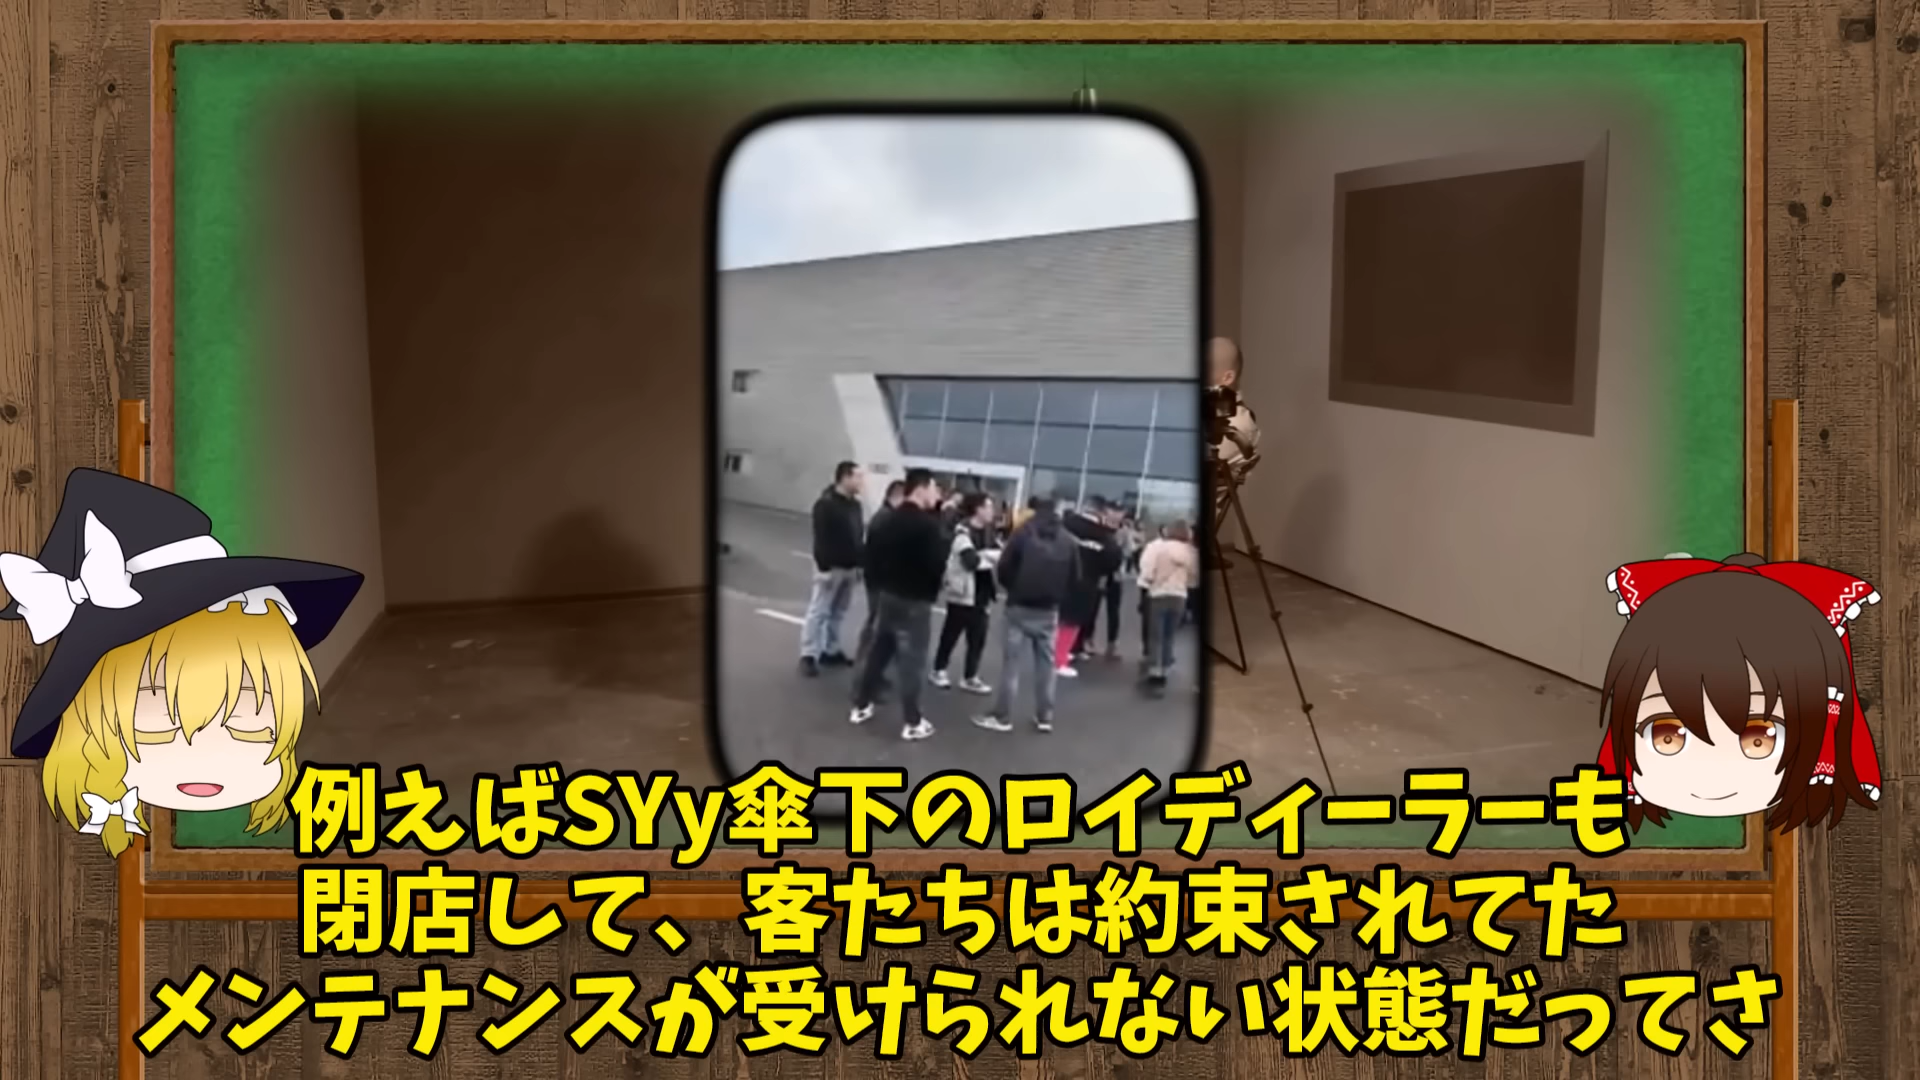 例えばSYy傘下のロイディーラーも
閉店して、客たちは約束されてた
メンテナンスが受けられない状態だってさ